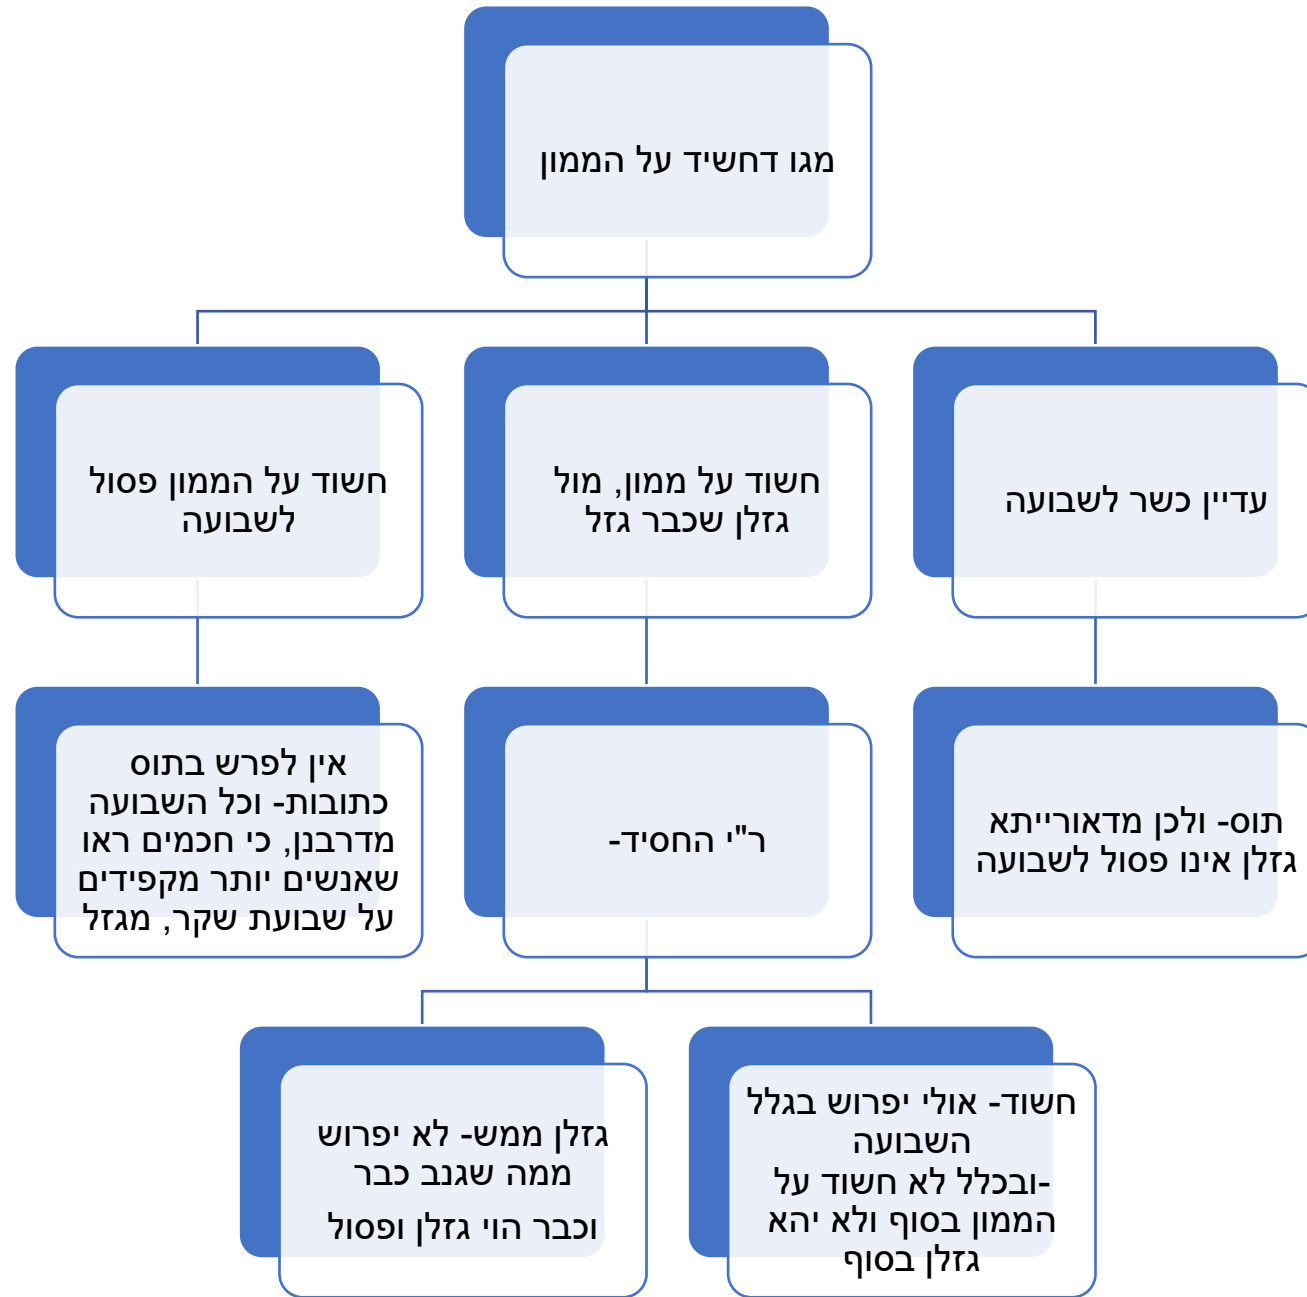 מגו דחשיד על הממון
עדיין כשר לשבועה
חשוד על ממון, מול
גזלן שכבר גזל
חשוד על הממון פסול
לשבועה
תוס- ולכן מדאורייתא
גזלן אינו פסול לשבועה
ר"י החסיד-
אין לפרש בתוס
כתובות- וכל השבועה
מדרבנן, כי חכמים ראו
שאנשים יותר מקפידים
על שבועת שקר, מגזל
חשוד- אולי יפרוש בגלל
השבועה
-ובכלל לא חשוד על
הממון בסוף ולא יהא
גזלן בסוף
גזלן ממש- לא יפרוש
ממה שגנב כבר
וכבר הוי גזלן ופסול